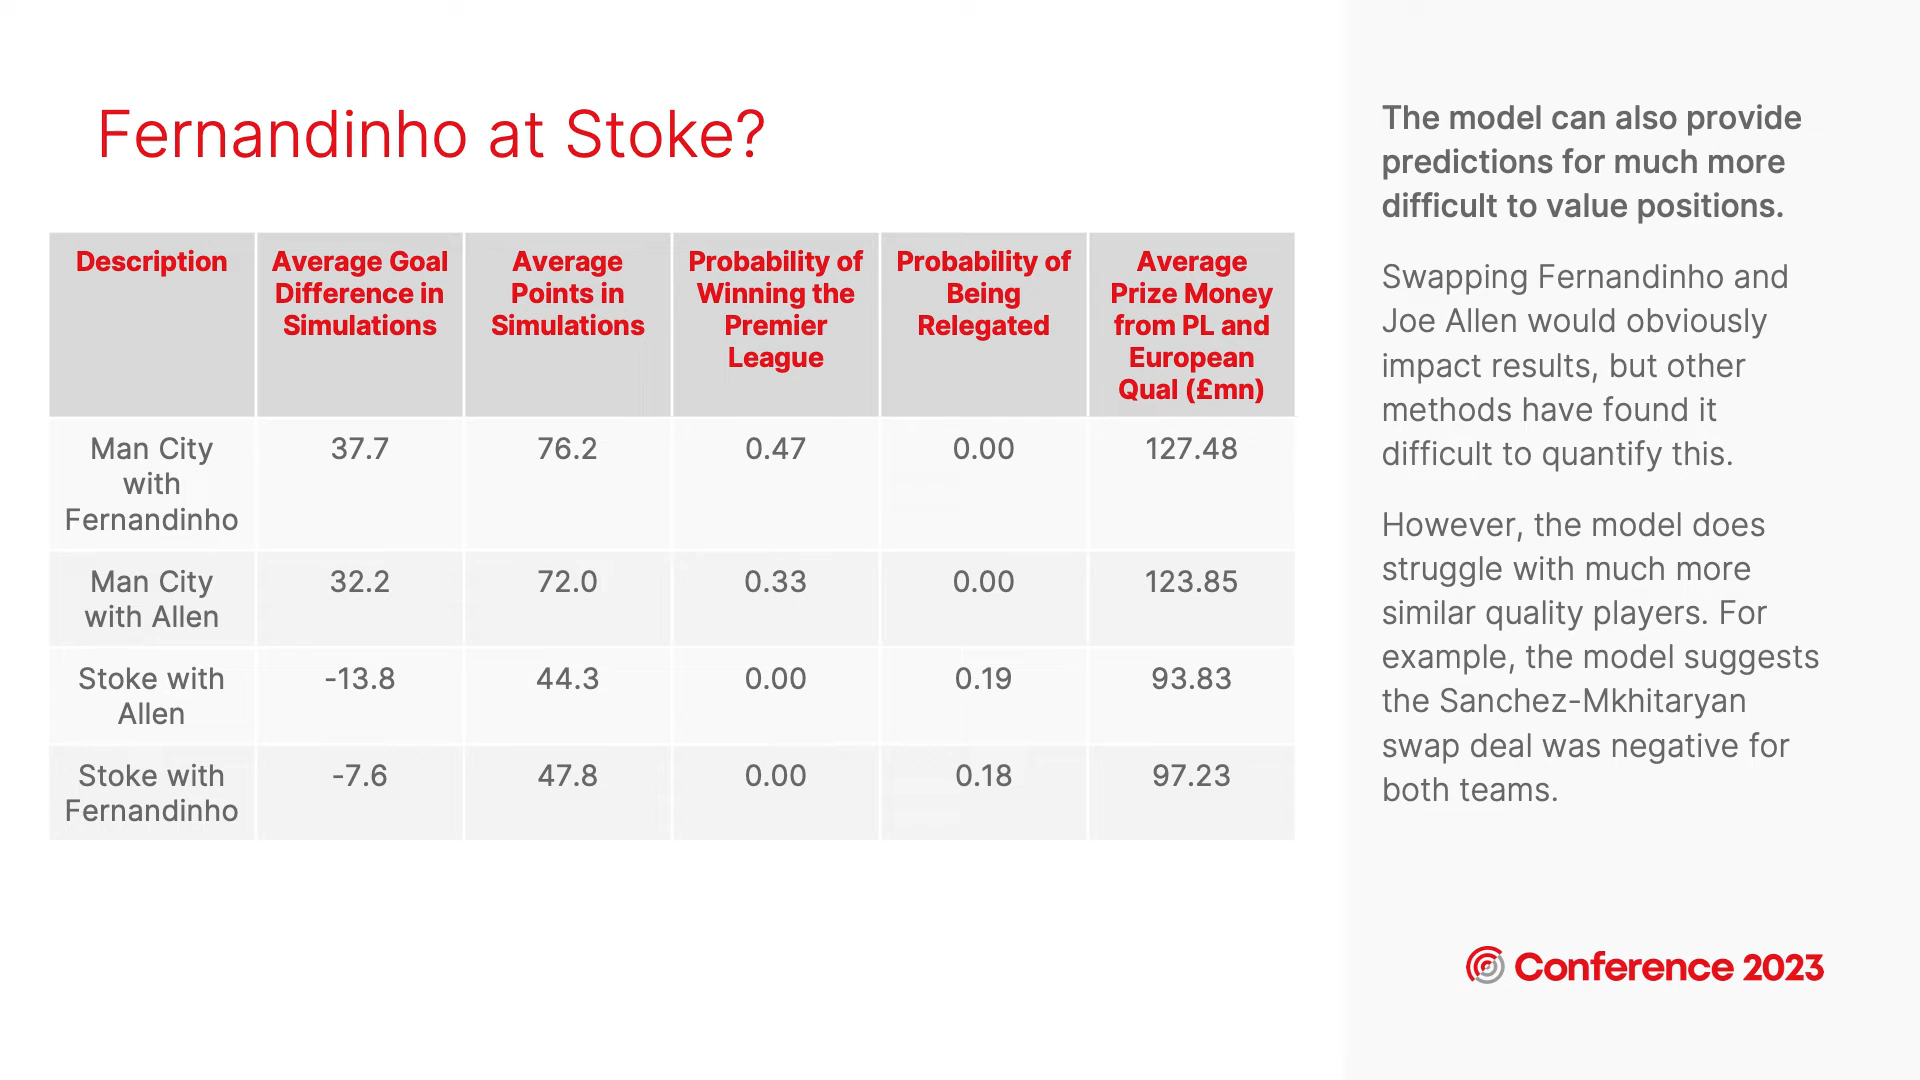 Fernandinho at Stoke?
Description
Average Goal
Difference in
Simulations
Average
Points in
Simulations
Probability of
Winning the
Premier
League
Probability of
Being
Relegated
Average
Prize Money
from PL and
European
Qual (£mn)
Man City
with
Fernandinho
37.7
76.2
0.47
0.00
127.48
Man City
with Allen
32.2
72.0
0.33
0.00
123.85
Stoke with
Allen
-13.8
44.3
0.00
0.19
93.83
Stoke with
Fernandinho
-7.6
47.8
0.00
0.18
97.23
The model can also provide
predictions for much more
difficult to value positions.
Swapping Fernandinho and
Joe Allen would obviously
impact results, but other
methods have found it
difficult to quantify this.
However, the model does
struggle with much more
similar quality players. For
example, the model suggests
the Sanchez-Mkhitaryan
swap deal was negative for
both teams.
Conference 2023